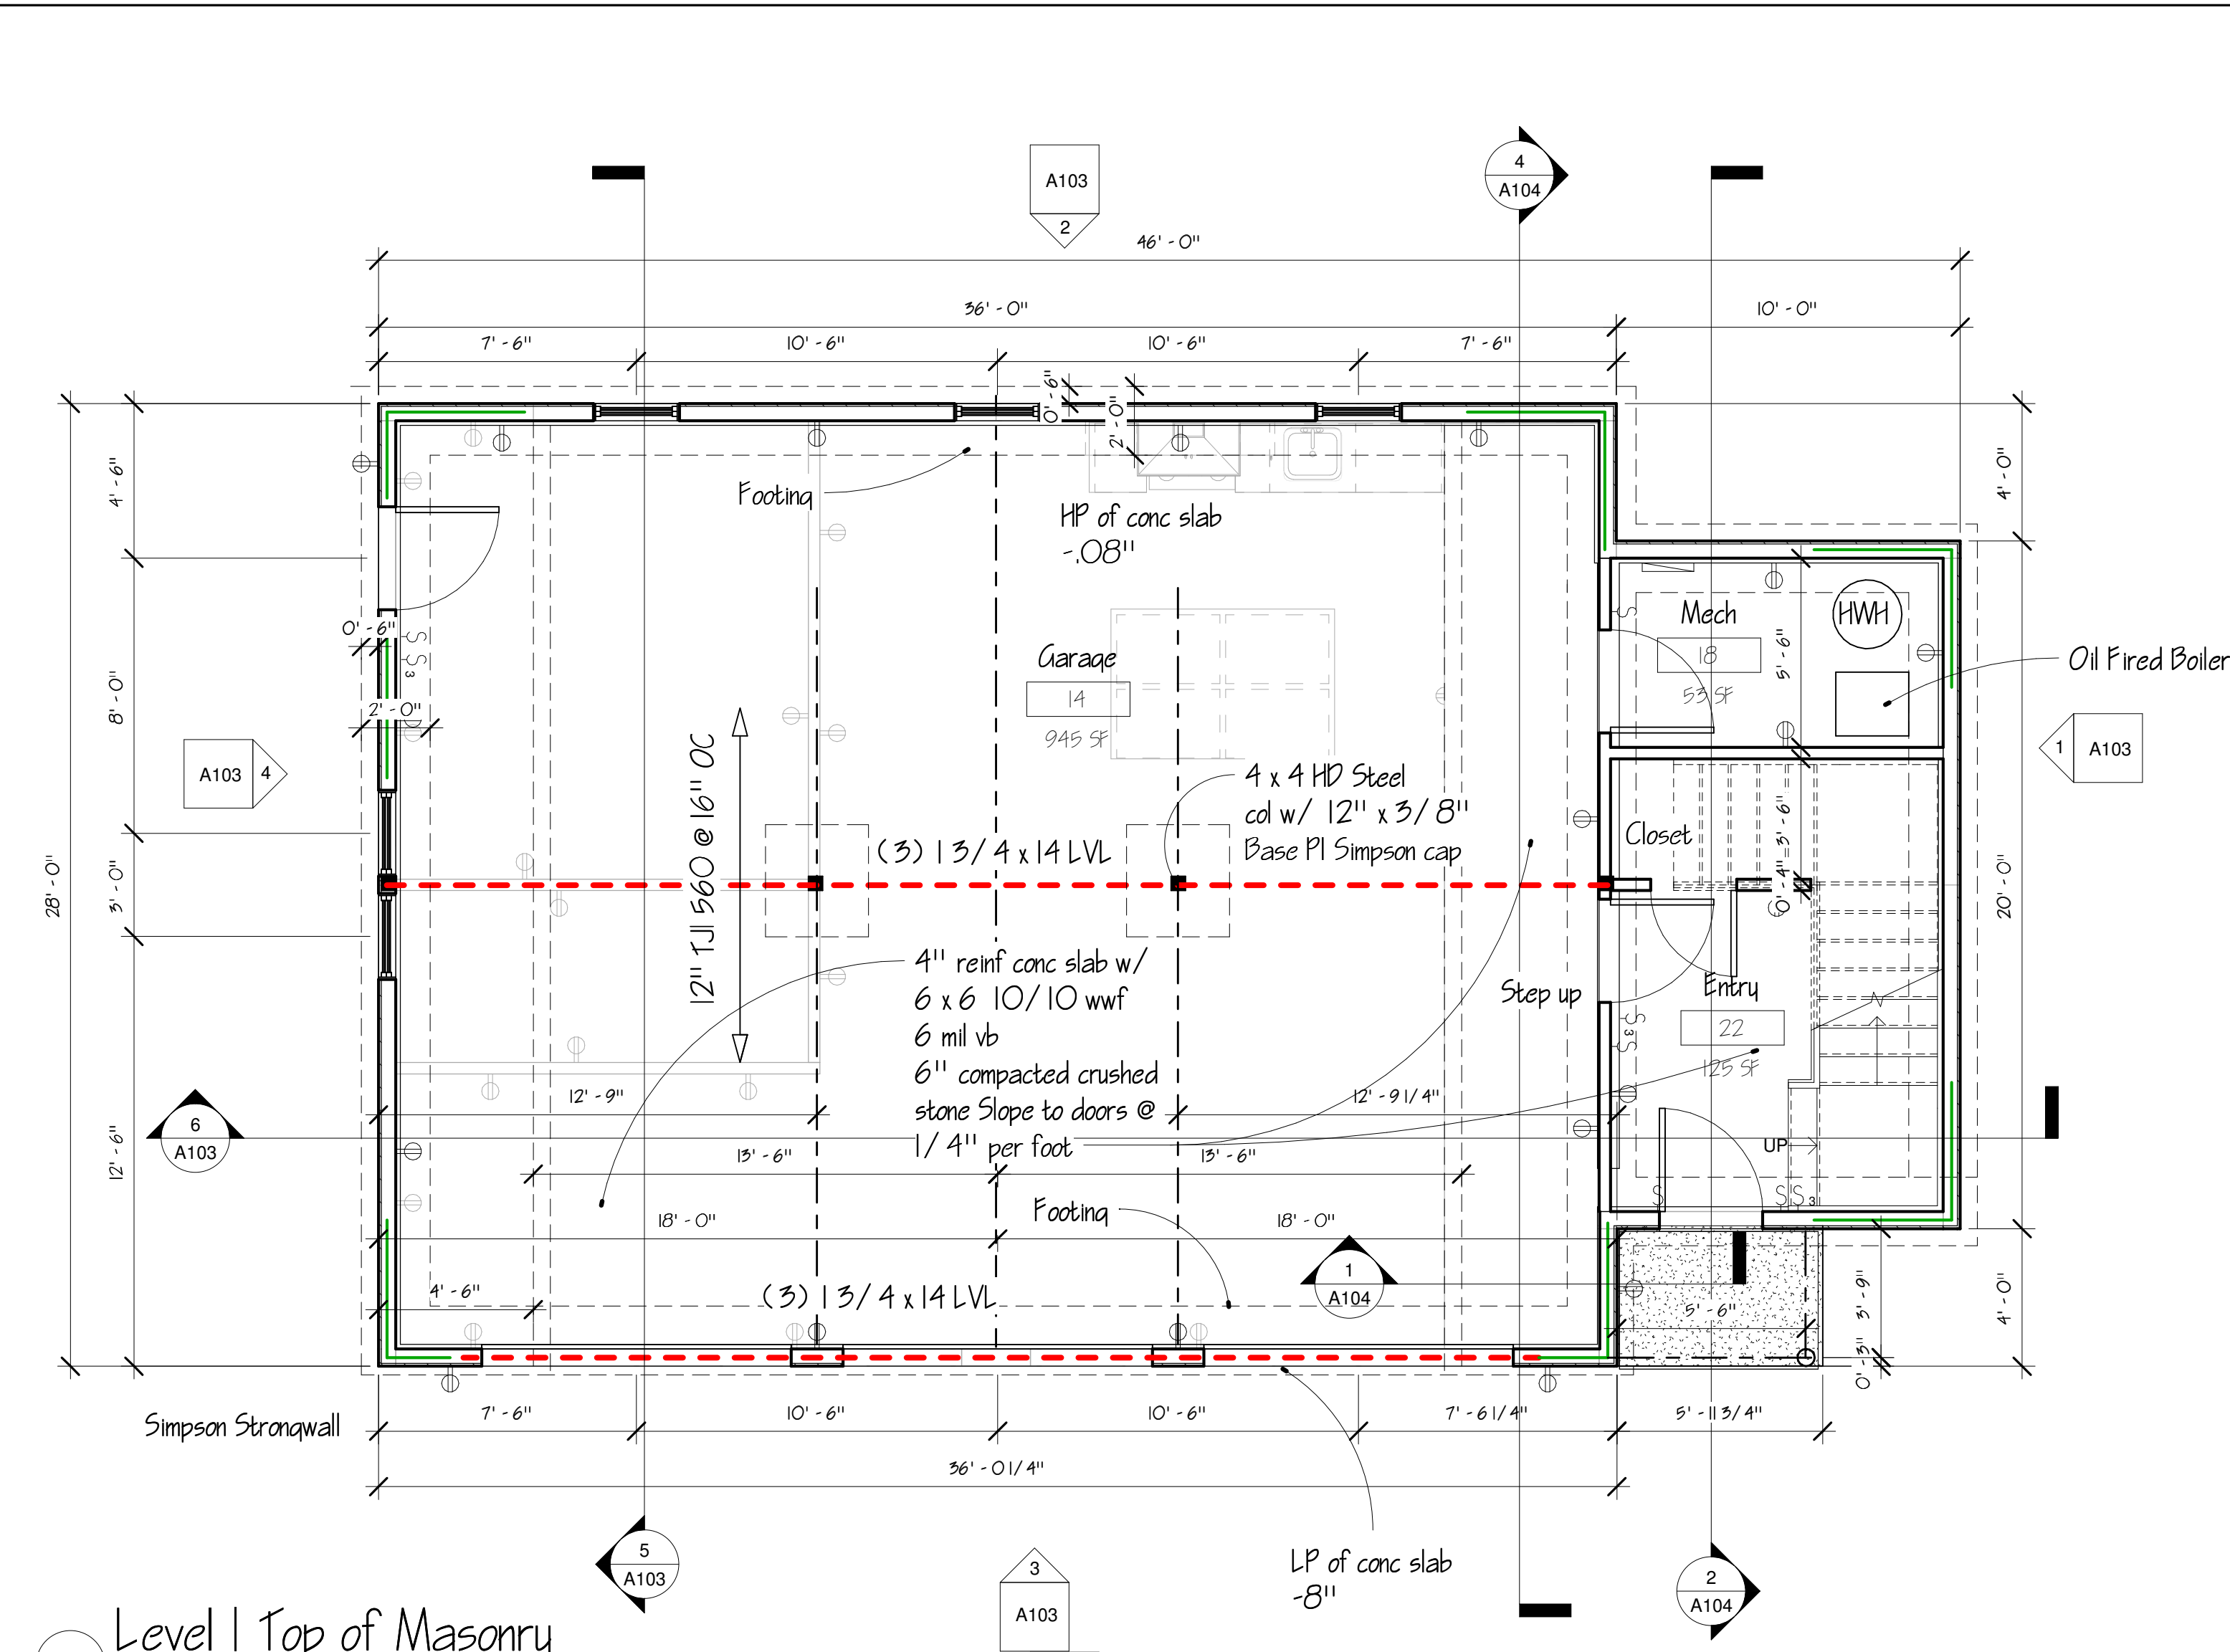 A103
2
4
A104
46' - 0"
36' - 0"
10' - 0"
7' - 6"
10' - 6"
10' - 6"
7' - 6"
0' - 6"
2' - 0"
4' - 6"
4' - 0"
Footing
HP of conc slab
-.08"
Mech
18
53 SF
HWH
5' - 6"
Oil Fired Boiler
0' - 6"
S
S
S3
2' - 0"
8' - 0"
Garage
14
945 SF
A103
4
1
A103
12" TJI 560 @ 16" OC
4 x 4 HD Steel
col w/ 12" x 3/8"
Base Pl Simpson cap
(3) 1 3/4 x 14 LVL
Closet
3' - 6"
0' - 4"
28' - 0"
3' - 0"
20' - 0"
4" reinf conc slab w/
6 x 6 10/10 wwf
6 mil vb
6" compacted crushed
stone Slope to doors @
1/4" per foot
Step up
Entry
22
125 SF
S3
S
12' - 9"
12' - 9 1/4"
6
A103
12' - 6"
13' - 6"
13' - 6"
UP
S
S
S3
Footing
18' - 0"
18' - 0"
1
A104
4' - 6"
(3) 1 3/4 x 14 LVL
5' - 6"
3' - 9"
0' - 3"
4' - 0"
Simpson Strongwall
7' - 6"
10' - 6"
10' - 6"
7' - 6 1/4"
5' - 11 3/4"
36' - 0 1/4"
5
A103
3
A103
LP of conc slab
-8"
2
A104
Level 1 Top of Masonry